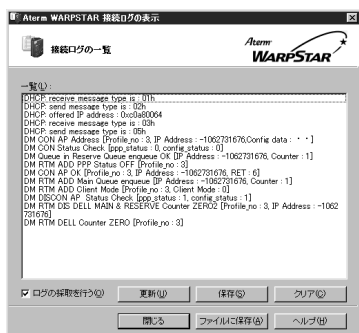 Aterm WARPSTAR 接続ログの表示
接続ログの一覧
Aterm
WARPSTAR
一覧(L):
DHCP: receive message type is : 01h
DHCP: send message type is : 02h
DHCP: offered IP address : 0xc0a80064
DHCP: receive message type is : 03h
DHCP: send message type is : 05h
DM CON AP Address [Profile_no : 3, IP Address : -1062731676,Config data : ・・]
DM CON Status Check [ppp_status : 0, config_status : 0]
DM Queue in Reserve Queue enqueue OK [IP Address : -1062731676, Counter : 1]
DM RTM ADD PPP Status OFF [Profile_no : 3]
DM CON AP OK [Profile_no : 3, IP Address : -1062731676, RET : 6]
DM RTM ADD Main Queue enqueue [IP Address : -1062731676, Counter : 1]
DM RTM ADD Client Mode [Profile_no : 3, Client Mode : 0]
DM DISCON AP Status Check [ppp_status : 1, config_status : 1]
DM RTM DIS DELL MAIN & RESERVE Counter ZERO2 [Profile_no : 3, IP Address : -1062
731676]
DM RTM DELL Counter ZERO [Profile_no : 3]
ログの採取を行う(O) 更新(U) 保存(S) クリア(C)
閉じる ファイルに保存(A) ヘルプ(H)